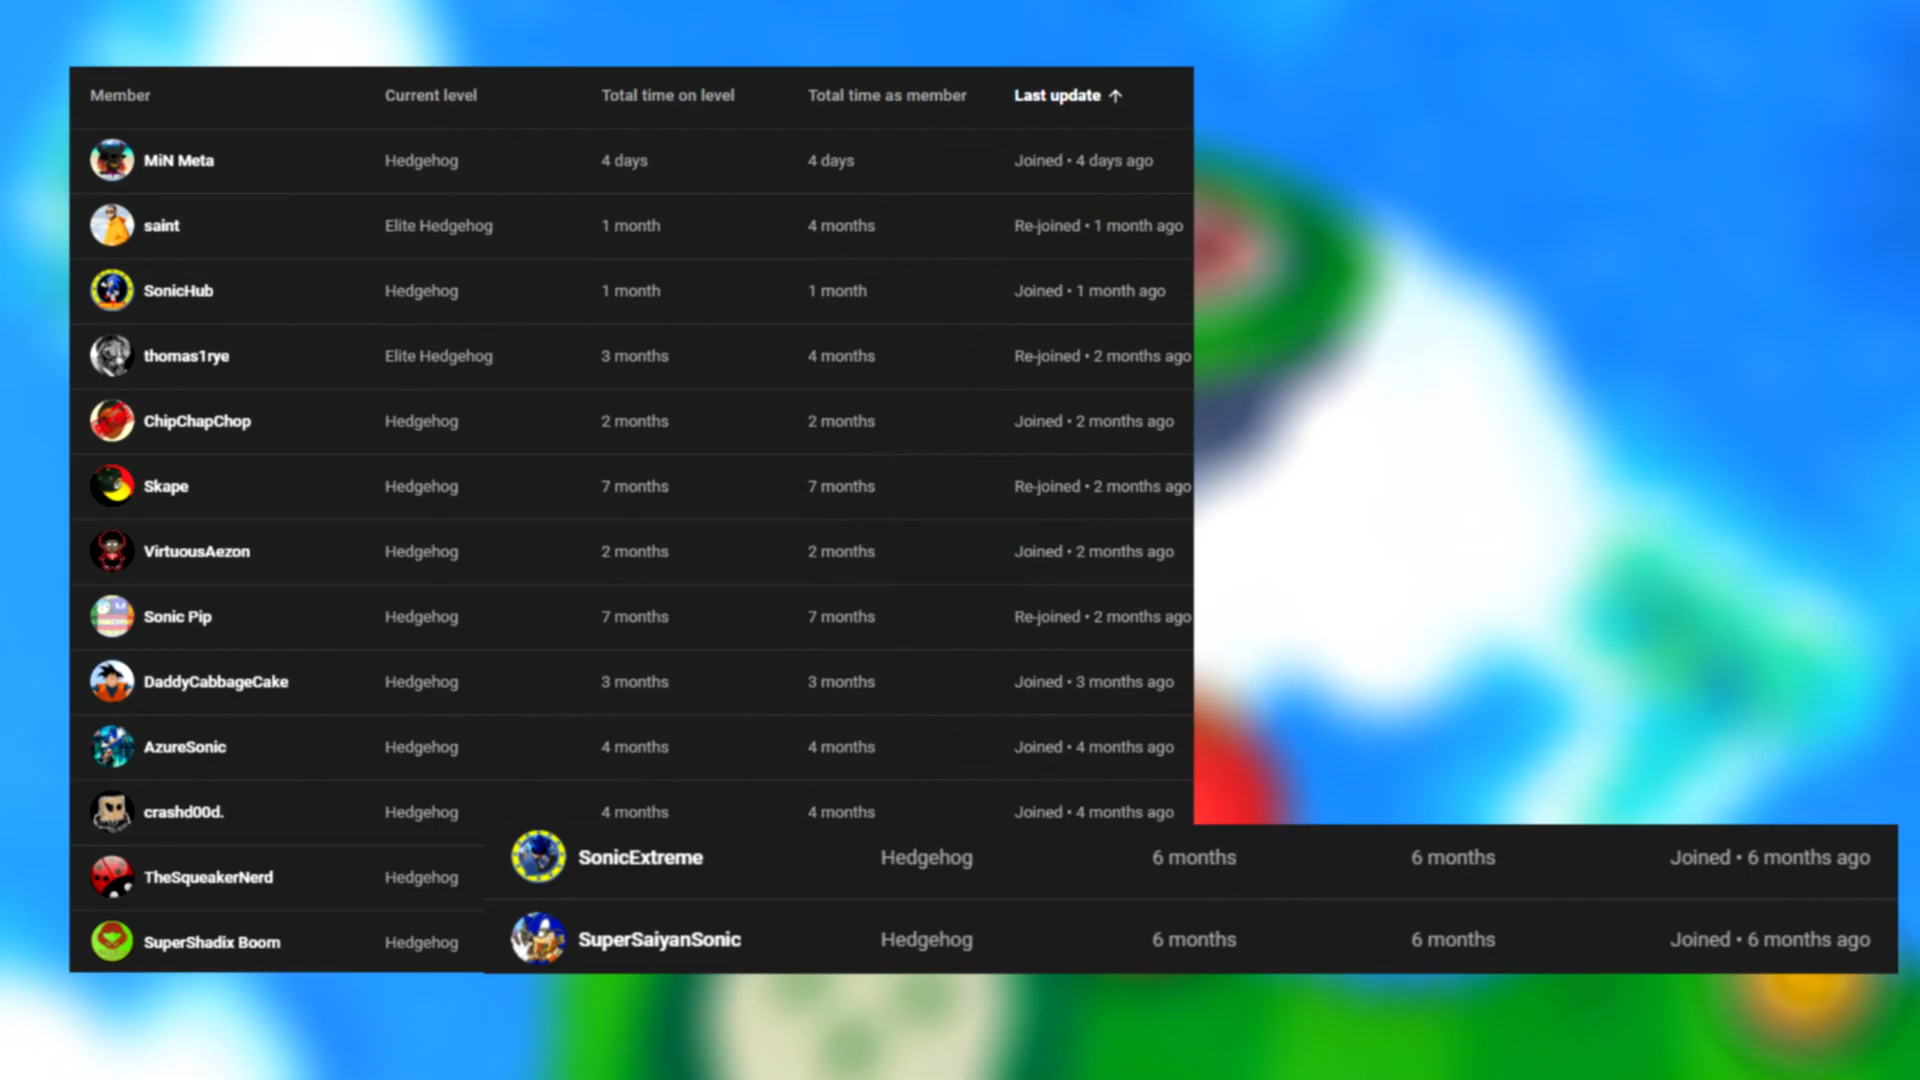 Member Current level Total time on level Total time as member Last update ↑
MiN Meta Hedgehog 4 days 4 days Joined • 4 days ago
saint Elite Hedgehog 1 month 4 months Re-joined • 1 month ago
SonicHub Hedgehog 1 month 1 month Joined • 1 month ago
thomas1rye Elite Hedgehog 3 months 4 months Re-joined • 2 months ago
ChipChapChop Hedgehog 2 months 2 months Joined • 2 months ago
Skape Hedgehog 7 months 7 months Re-joined • 2 months ago
VirtuousAezon Hedgehog 2 months 2 months Joined • 2 months ago
Sonic Pip Hedgehog 7 months 7 months Re-joined • 2 months ago
DaddyCabbageCake Hedgehog 3 months 3 months Joined • 3 months ago
AzureSonic Hedgehog 4 months 4 months Joined • 4 months ago
crashd00d. Hedgehog 4 months 4 months Joined • 4 months ago
TheSqueakerNerd Hedgehog
SuperShadix Boom Hedgehog
SonicExtreme Hedgehog 6 months 6 months Joined • 6 months ago
SuperSaiyanSonic Hedgehog 6 months 6 months Joined • 6 months ago